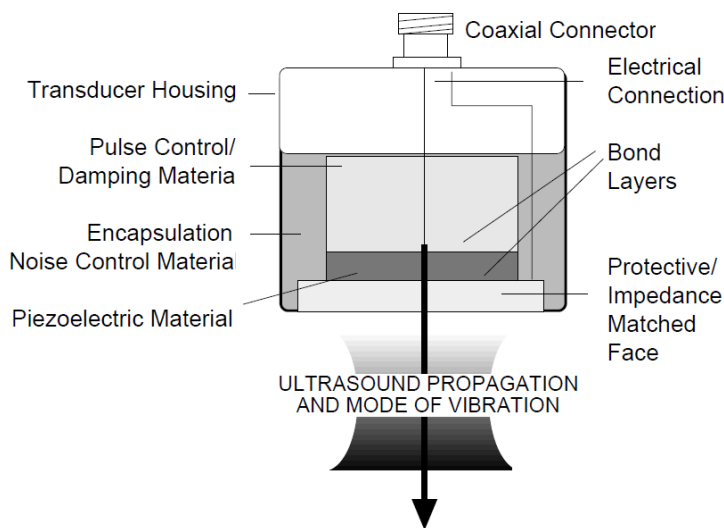 Coaxial Connector
Transducer Housing
Electrical
Connection
Pulse Control/
Damping Materia
Bond
Layers
Encapsulation
Noise Control Material
Protective/
Impedance
Matched
Face
Piezoelectric Material
ULTRASOUND PROPAGATION
AND MODE OF VIBRATION